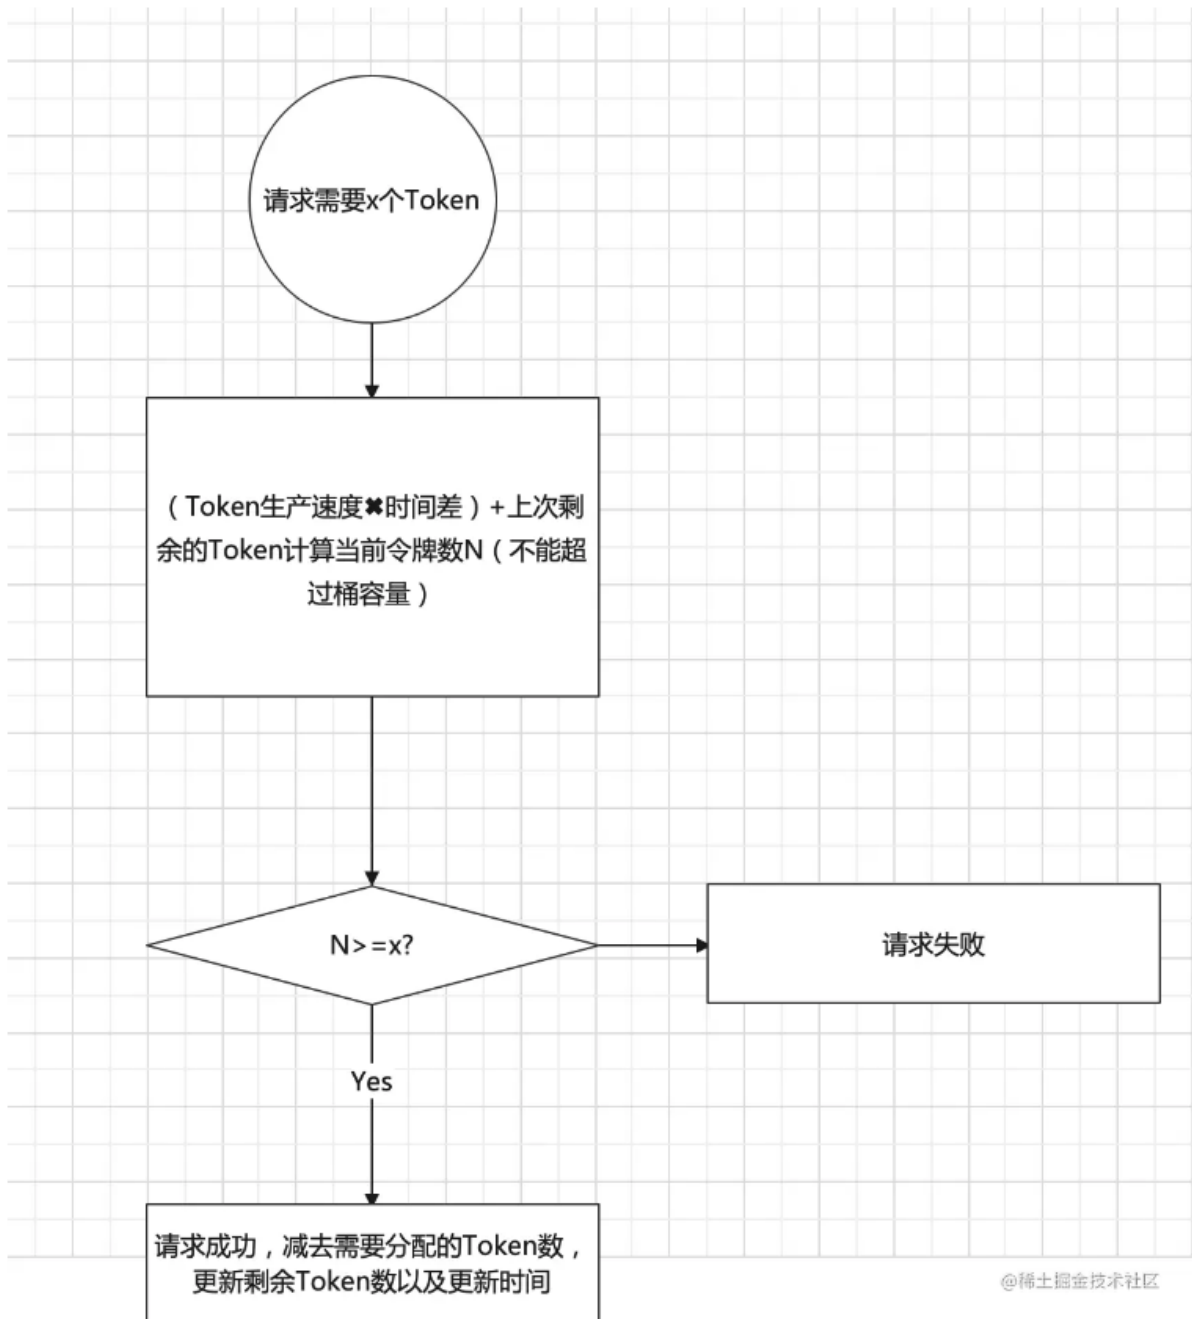 请求需要x个Token
（Token生产速度✖时间差）+上次剩
余的Token计算当前令牌数N（不能超
过桶容量）
N>=x?
请求失败
Yes
请求成功，减去需要分配的Token数，
更新剩余Token数以及更新时间
@稀土掘金技术社区